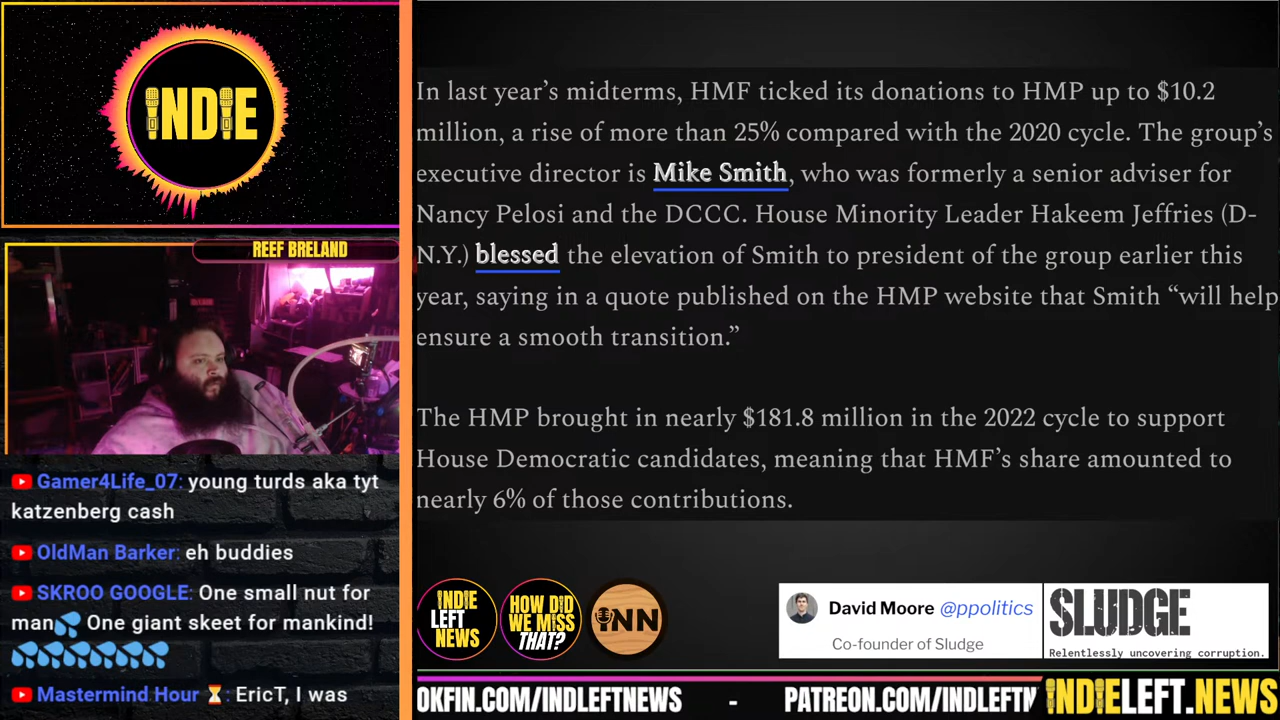 INDIE
REEF BRELAND
Gamer4Life_07: young turds aka tyt
katzenberg cash
OldMan Barker: eh buddies
SKROO GOOGLE: One small nut for
man💦 One giant skeet for mankind!
💦💦💦💦💦💦💦
Mastermind Hour ⏳: EricT, I was
In last year’s midterms, HMF ticked its donations to HMP up to $10.2
million, a rise of more than 25% compared with the 2020 cycle. The group’s
executive director is Mike Smith, who was formerly a senior adviser for
Nancy Pelosi and the DCCC. House Minority Leader Hakeem Jeffries (D-
N.Y.) blessed the elevation of Smith to president of the group earlier this
year, saying in a quote published on the HMP website that Smith “will help
ensure a smooth transition.”
The HMP brought in nearly $181.8 million in the 2022 cycle to support
House Democratic candidates, meaning that HMF’s share amounted to
nearly 6% of those contributions.
INDIE
LEFT
NEWS
HOW DID
WE MISS
THAT?
INN
David Moore @ppolitics
Co-founder of Sludge
SLUDGE
Relentlessly uncovering corruption.
OKFIN.COM/INDLEFTNEWS - PATREON.COM/INDLEFTN
INDIELEFT.NEWS